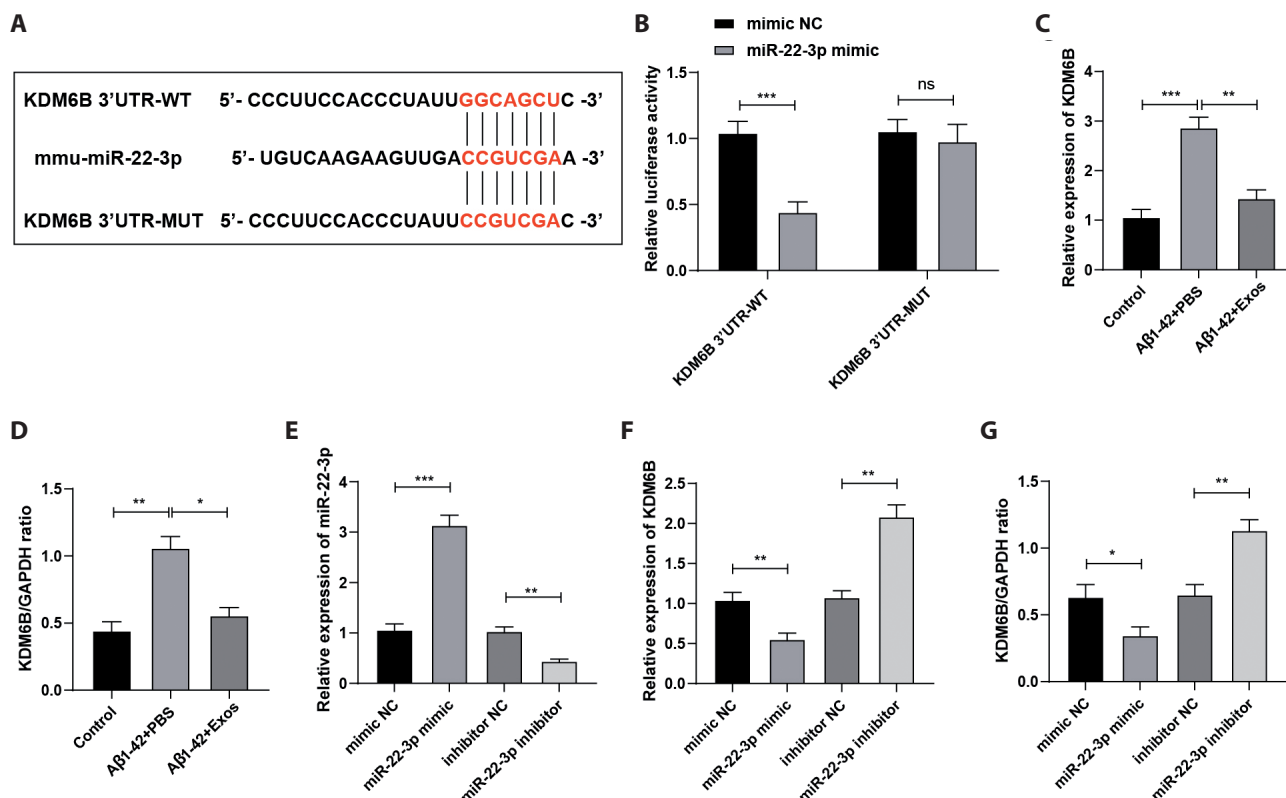 A
KDM6B 3'UTR-WT 5'- CCCUUCCACCCUAUUGGCAGCUC -3'
mmu-miR-22-3p 5'- UGUCAAGAAGUUGACCGUCGAA -3'
KDM6B 3'UTR-MUT 5'- CCCUUCCACCCUAUUCCGUCGAC -3'
B
mimic NC
miR-22-3p mimic
Relative luciferase activity
1.5
1.0
0.5
0.0
***
ns
KDM6B 3'UTR-WT
KDM6B 3'UTR-MUT
C
Relative expression of KDM6B
4
3
2
1
0
***
**
Control
Aβ1-42+PBS
Aβ1-42+Exos
D
KDM6B/GAPDH ratio
1.5
1.0
0.5
0.0
**
*
Control
Aβ1-42+PBS
Aβ1-42+Exos
E
Relative expression of miR-22-3p
4
3
2
1
0
***
**
mimic NC
miR-22-3p mimic
inhibitor NC
miR-22-3p inhibitor
F
Relative expression of KDM6B
2.5
2.0
1.5
1.0
0.5
0.0
**
**
mimic NC
miR-22-3p mimic
inhibitor NC
miR-22-3p inhibitor
G
KDM6B/GAPDH ratio
1.5
1.0
0.5
0.0
*
**
mimic NC
miR-22-3p mimic
inhibitor NC
miR-22-3p inhibitor